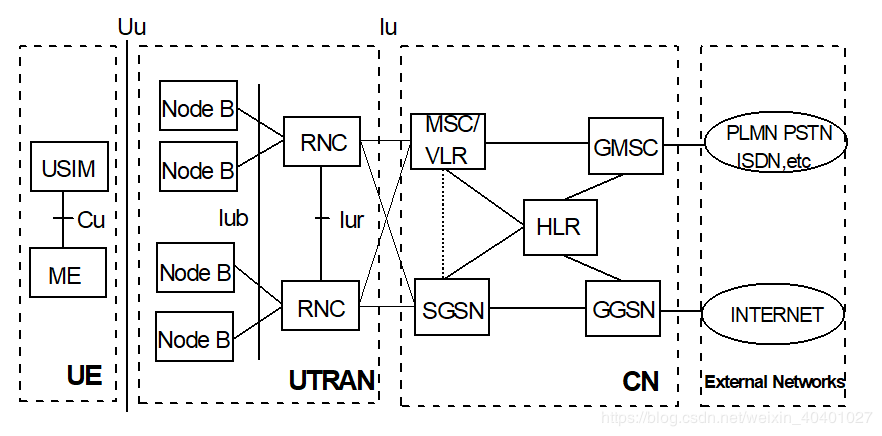 Uu
Iu
USIM
Cu
ME
UE
Node B
Node B
Node B
Node B
Iub
RNC
Iur
RNC
UTRAN
MSC/
VLR
GMSC
HLR
SGSN
GGSN
CN
PLMN PSTN
ISDN,etc
INTERNET
External Networks
https://blog.csdn.net/weixin_40401027